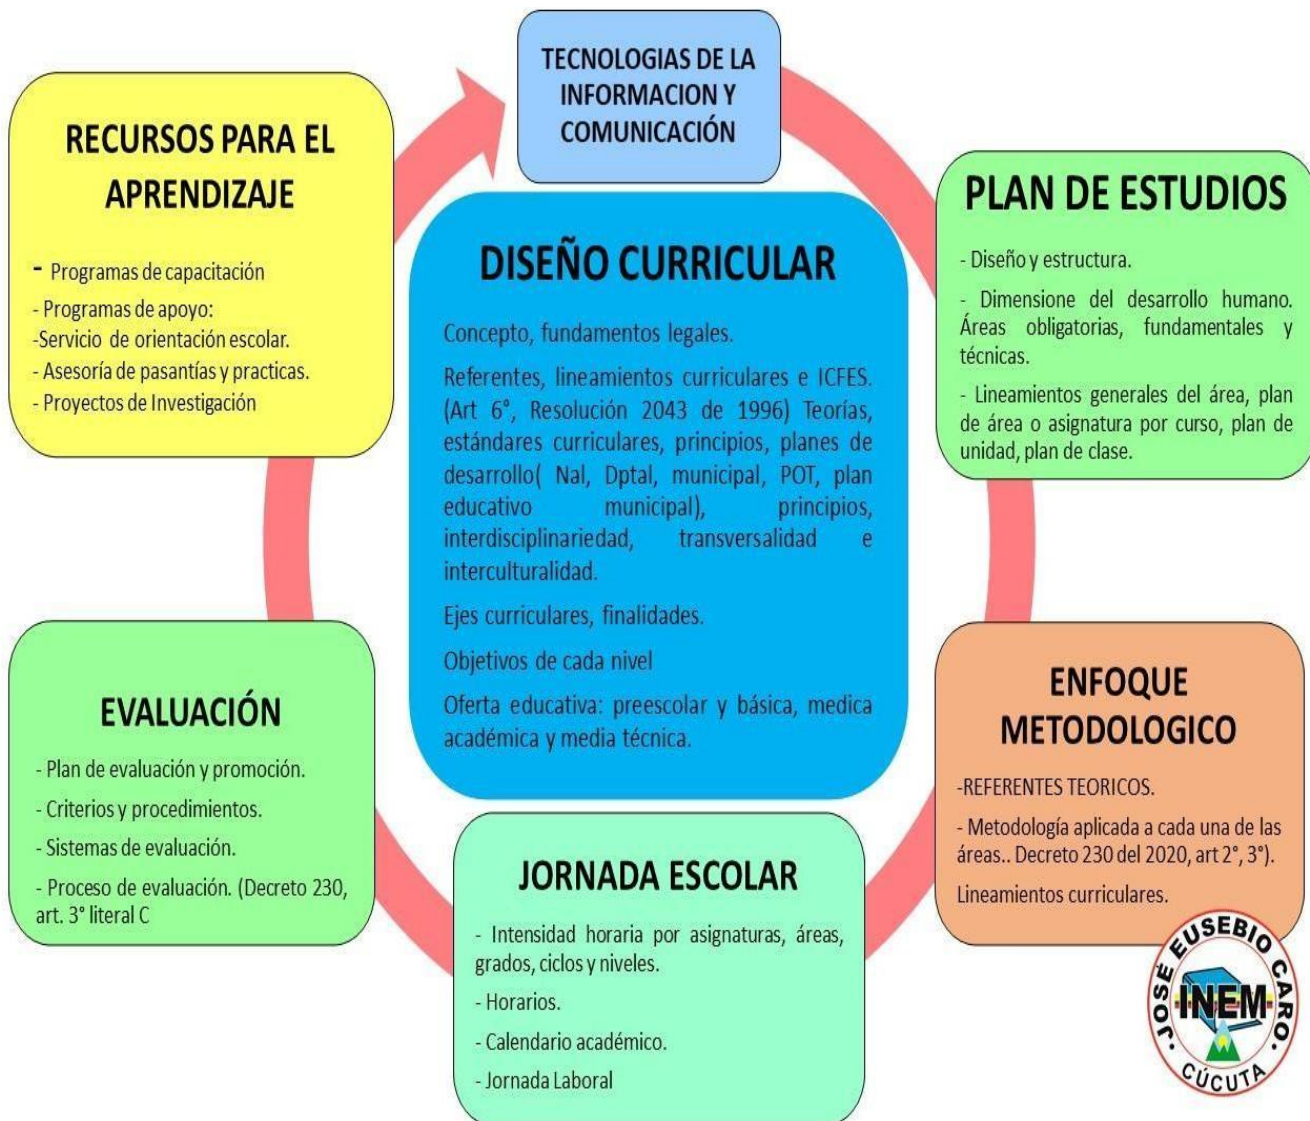 TECNOLOGIAS DE LA
INFORMACION Y
COMUNICACIÓN
RECURSOS PARA EL
APRENDIZAJE
- Programas de capacitación
- Programas de apoyo:
-Servicio de orientación escolar.
- Asesoría de pasantías y practicas.
- Proyectos de Investigación
DISEÑO CURRICULAR
Concepto, fundamentos legales.
Referentes, lineamientos curriculares e ICFES.
(Art 6°, Resolución 2043 de 1996) Teorías,
estándares curriculares, principios, planes de
desarrollo( Nal, Dptal, municipal, POT, plan
educativo municipal), principios,
interdisciplinariedad, transversalidad e
interculturalidad.
Ejes curriculares, finalidades.
Objetivos de cada nivel
Oferta educativa: preescolar y básica, medica
académica y media técnica.
PLAN DE ESTUDIOS
- Diseño y estructura.
- Dimensione del desarrollo humano.
Áreas obligatorias, fundamentales y
técnicas.
- Lineamientos generales del área, plan
de área o asignatura por curso, plan de
unidad, plan de clase.
EVALUACIÓN
- Plan de evaluación y promoción.
- Criterios y procedimientos.
- Sistemas de evaluación.
- Proceso de evaluación. (Decreto 230,
art. 3° literal C
JORNADA ESCOLAR
- Intensidad horaria por asignaturas, áreas,
grados, ciclos y niveles.
- Horarios.
- Calendario académico.
- Jornada Laboral
ENFOQUE
METODOLOGICO
-REFERENTES TEORICOS.
- Metodología aplicada a cada una de las
áreas.. Decreto 230 del 2020, art 2°, 3°).
Lineamientos curriculares.
JOSÉ EUSEBIO CARO
INEM
CÚCUTA